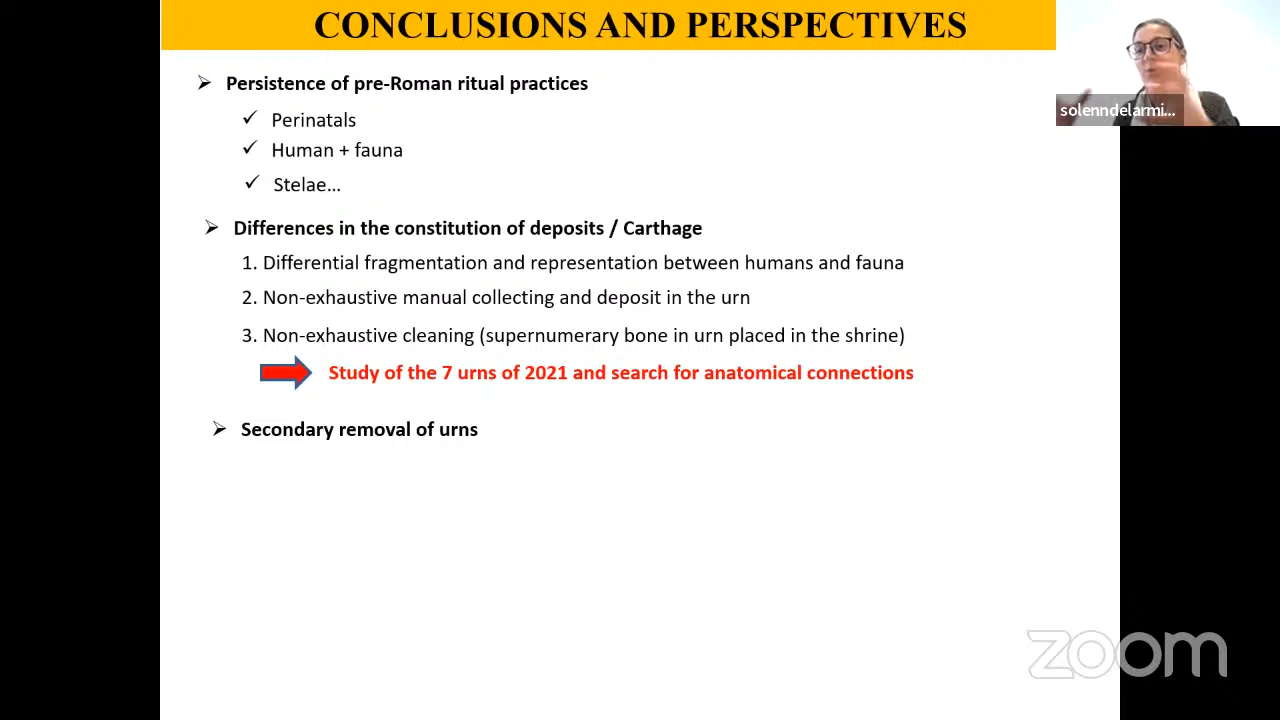 CONCLUSIONS AND PERSPECTIVES
solenndelarmi...
➢ Persistence of pre-Roman ritual practices
✓ Perinatals
✓ Human + fauna
✓ Stelae...
➢ Differences in the constitution of deposits / Carthage
1. Differential fragmentation and representation between humans and fauna
2. Non-exhaustive manual collecting and deposit in the urn
3. Non-exhaustive cleaning (supernumerary bone in urn placed in the shrine)
Study of the 7 urns of 2021 and search for anatomical connections
➢ Secondary removal of urns
zoom